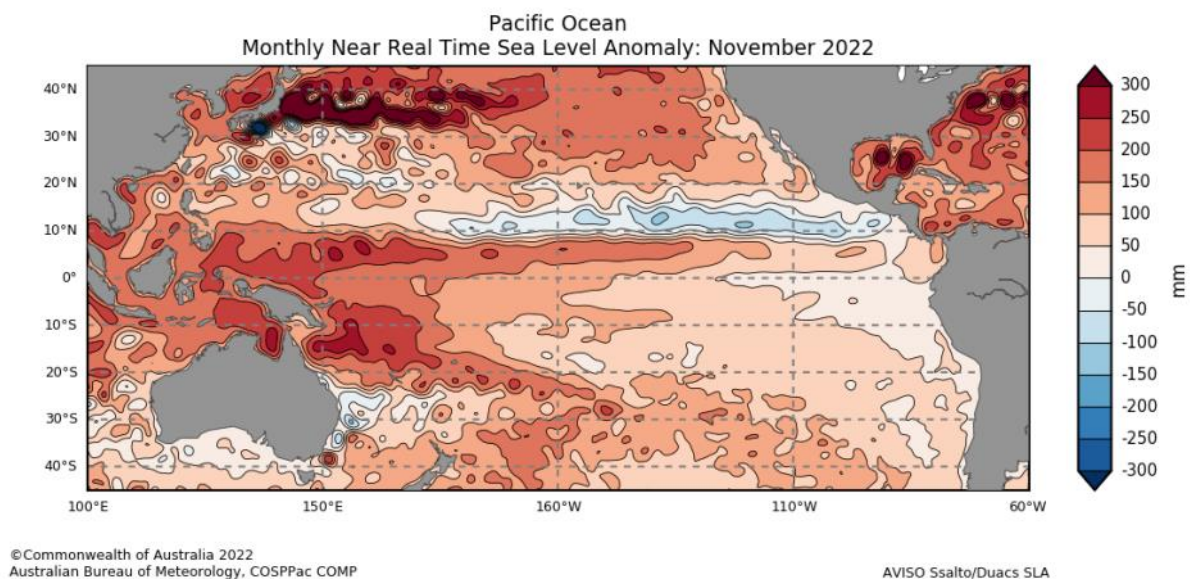 Pacific Ocean
Monthly Near Real Time Sea Level Anomaly: November 2022
40°N
30°N
20°N
10°N
0°
10°S
20°S
30°S
40°S
100°E
150°E
160°W
110°W
60°W
300
250
200
150
100
50
0
-50
-100
-150
-200
-250
-300
mm
©Commonwealth of Australia 2022
Australian Bureau of Meteorology, COSPPac COMP
AVISO Ssalto/Duacs SLA